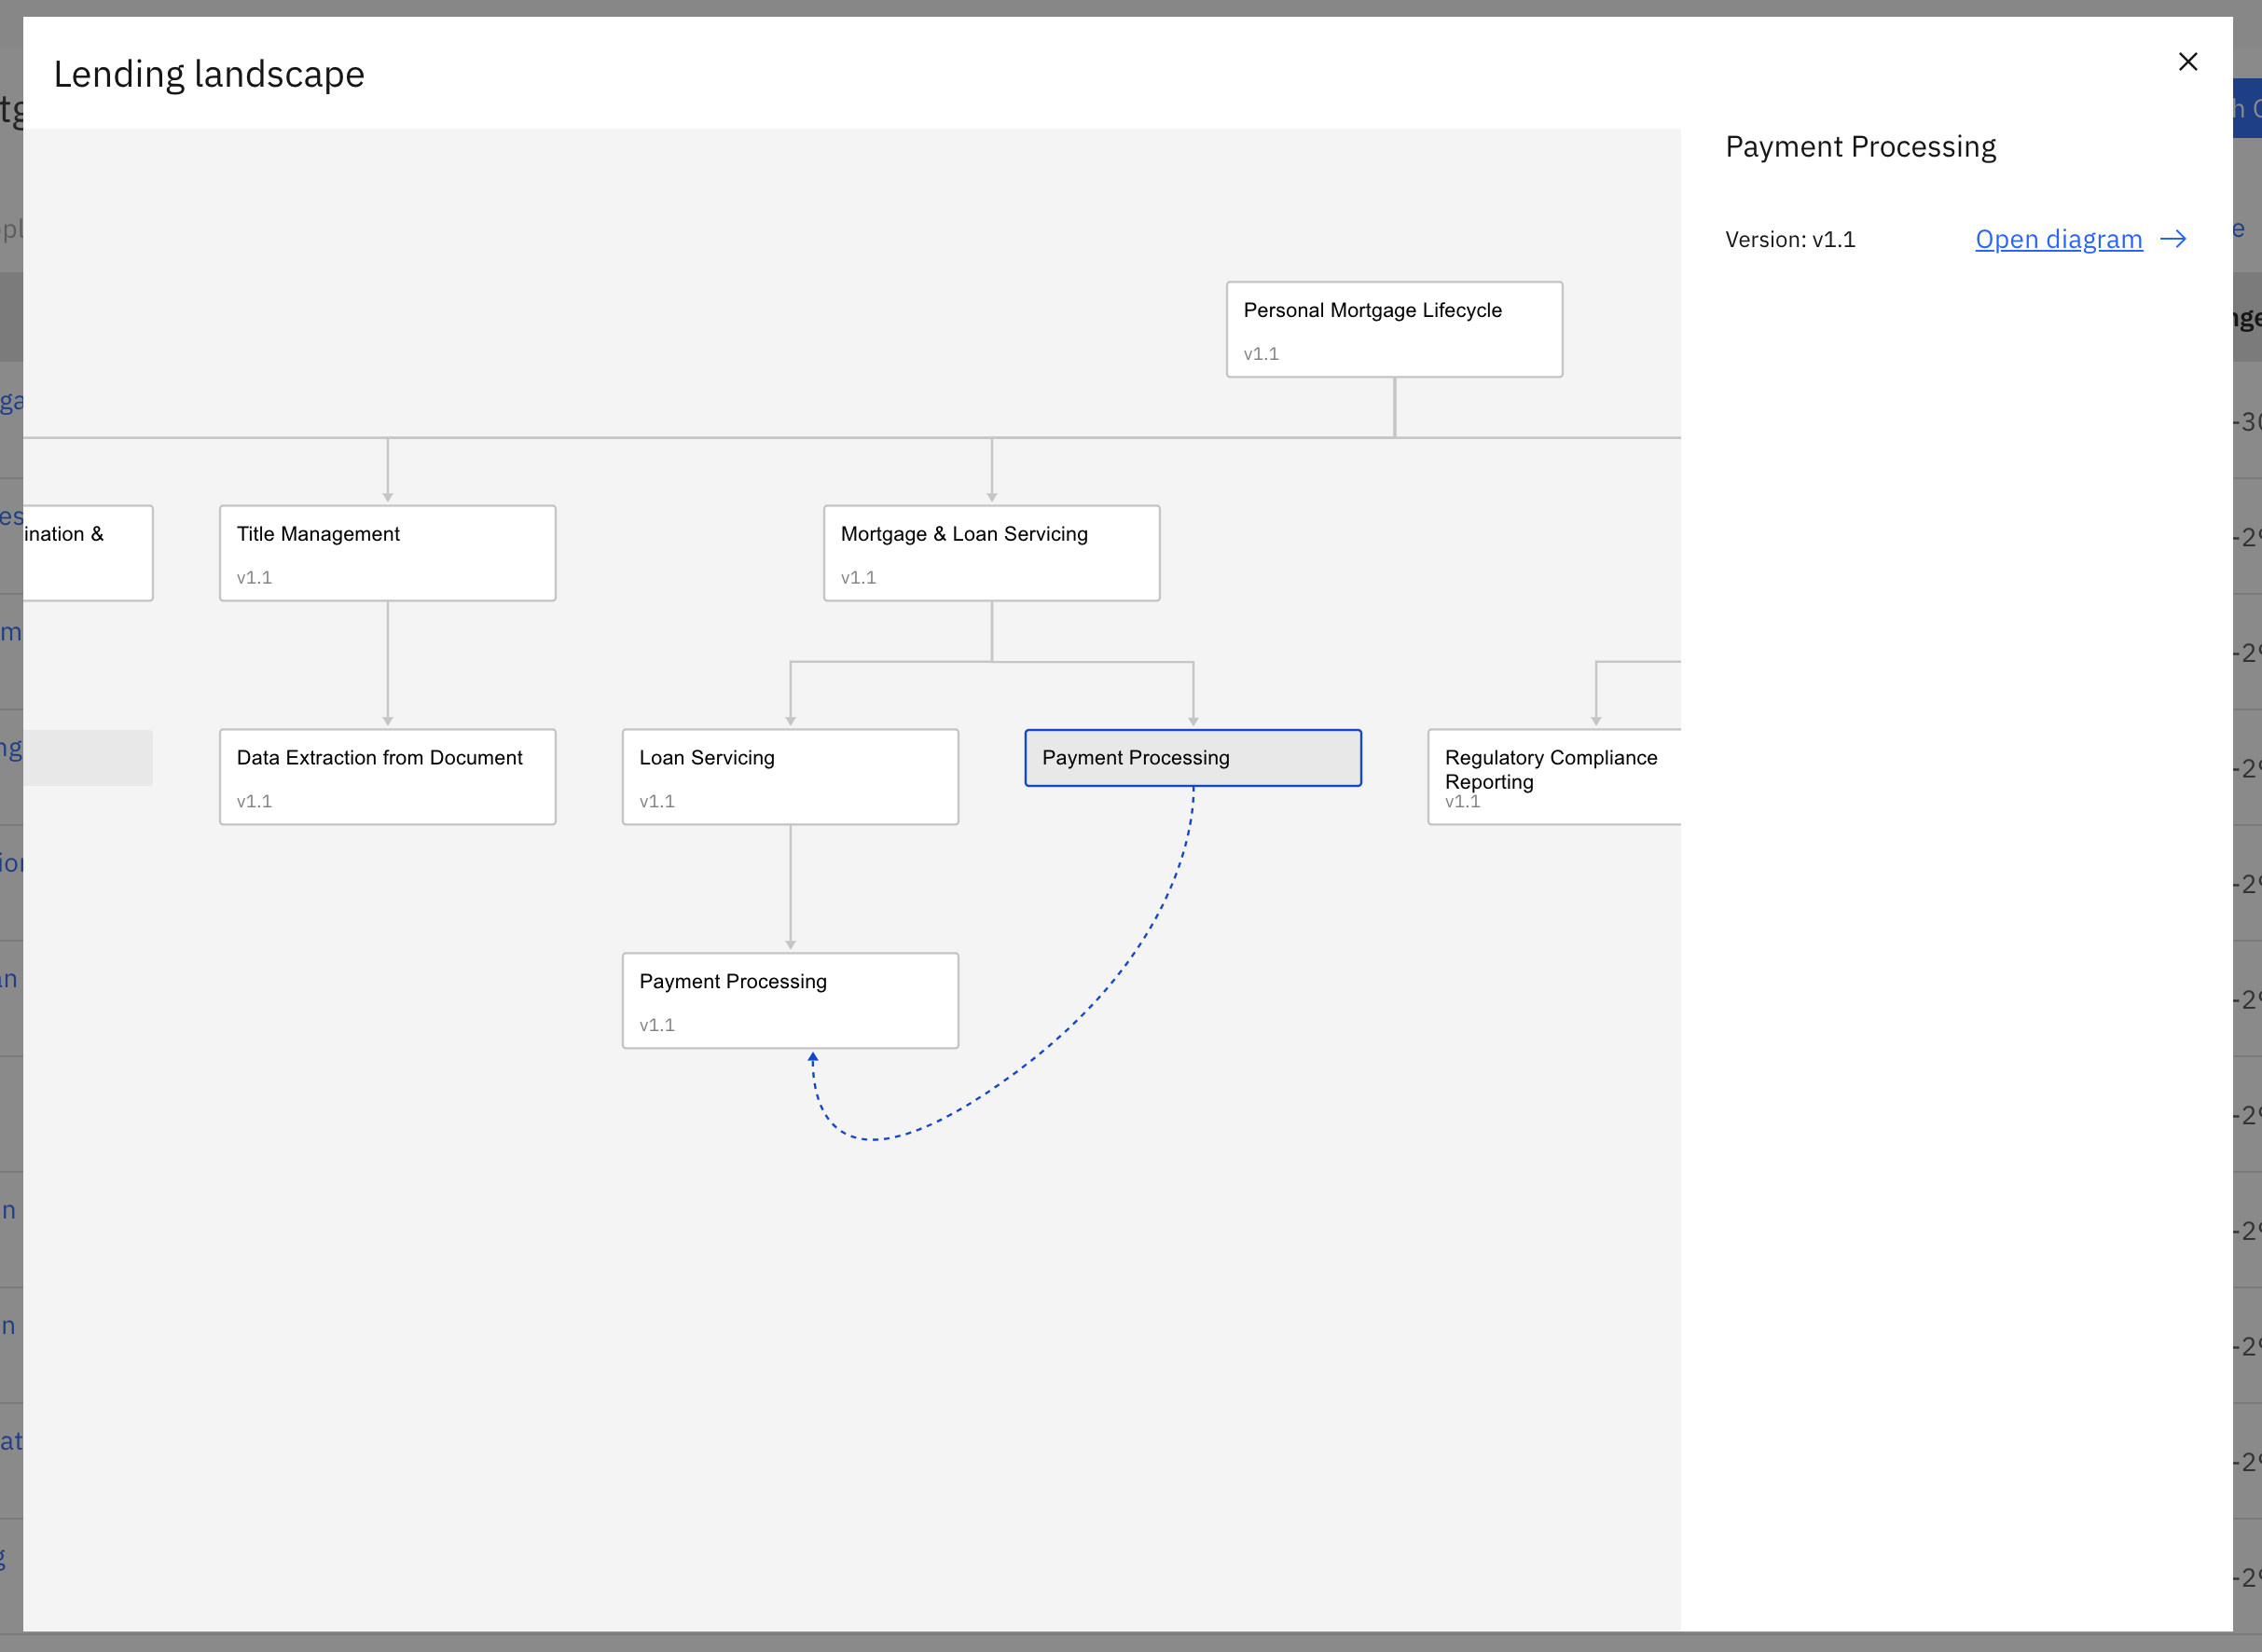 Lending landscape
Payment Processing
Version: v1.1
Open diagram
Personal Mortgage Lifecycle
v1.1
ination &
Title Management
v1.1
Mortgage & Loan Servicing
v1.1
Data Extraction from Document
v1.1
Loan Servicing
v1.1
Payment Processing
Regulatory Compliance
Reporting
v1.1
Payment Processing
v1.1